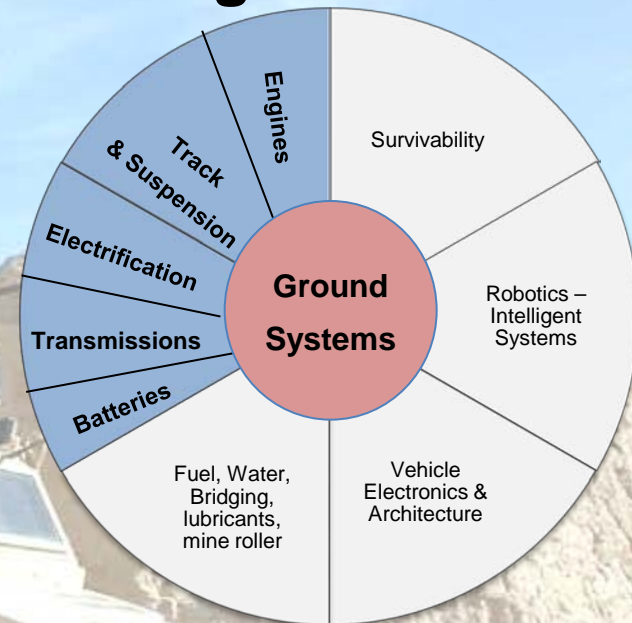 Engines
Track
& Suspension
Electrification
Transmissions
Batteries
Ground
Systems
Survivability
Robotics –
Intelligent
Systems
Vehicle
Electronics &
Architecture
Fuel, Water,
Bridging,
lubricants,
mine roller